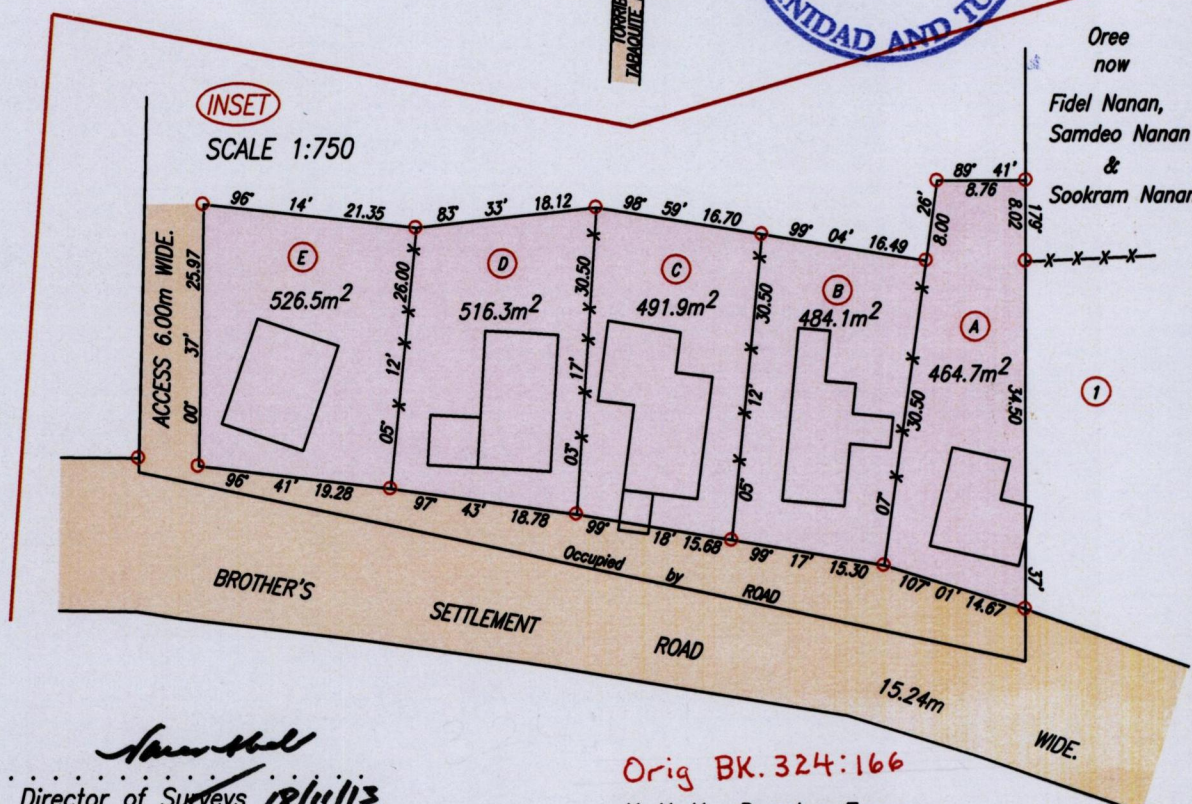 TORRIB
TABAQUITE
NIDAD AND TO
Oree
now
Fidel Nanan,
Samdeo Nanan
&
Sookram Nanan
INSET
SCALE 1:750
89° 41'
8.76
96° 14' 21.35
83° 33' 18.12
98° 59' 16.70
99° 04' 16.49
26'
8.00
179°
8.02
E
526.5m²
D
516.3m²
C
491.9m²
B
484.1m²
A
464.7m²
1
ACCESS 6.00m WIDE.
00° 37' 25.97
05° 12' 26.00
03° 17' 30.50
05° 12' 30.50
07° 30.50
34.50
37'
96° 41' 19.28
97° 43' 18.78
99° 18' 15.68
99° 17' 15.30
107° 01' 14.67
Occupied by ROAD
BROTHER'S SETTLEMENT ROAD
15.24m WIDE.
Director of Surveys 18/11/13
Orig BK. 324:166